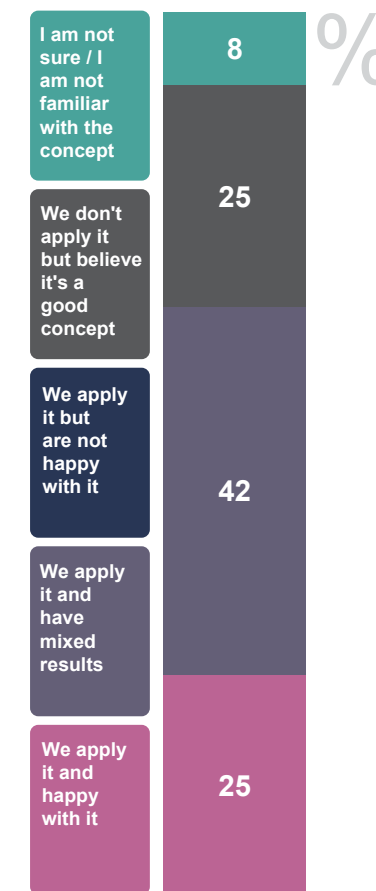 I am not
sure / I
am not
familiar
with the
concept
8
%
We don't
apply it
but believe
it's a
good
concept
25
We apply
it but
are not
happy
with it
We apply
it and
have
mixed
results
42
We apply
it and
happy
with it
25